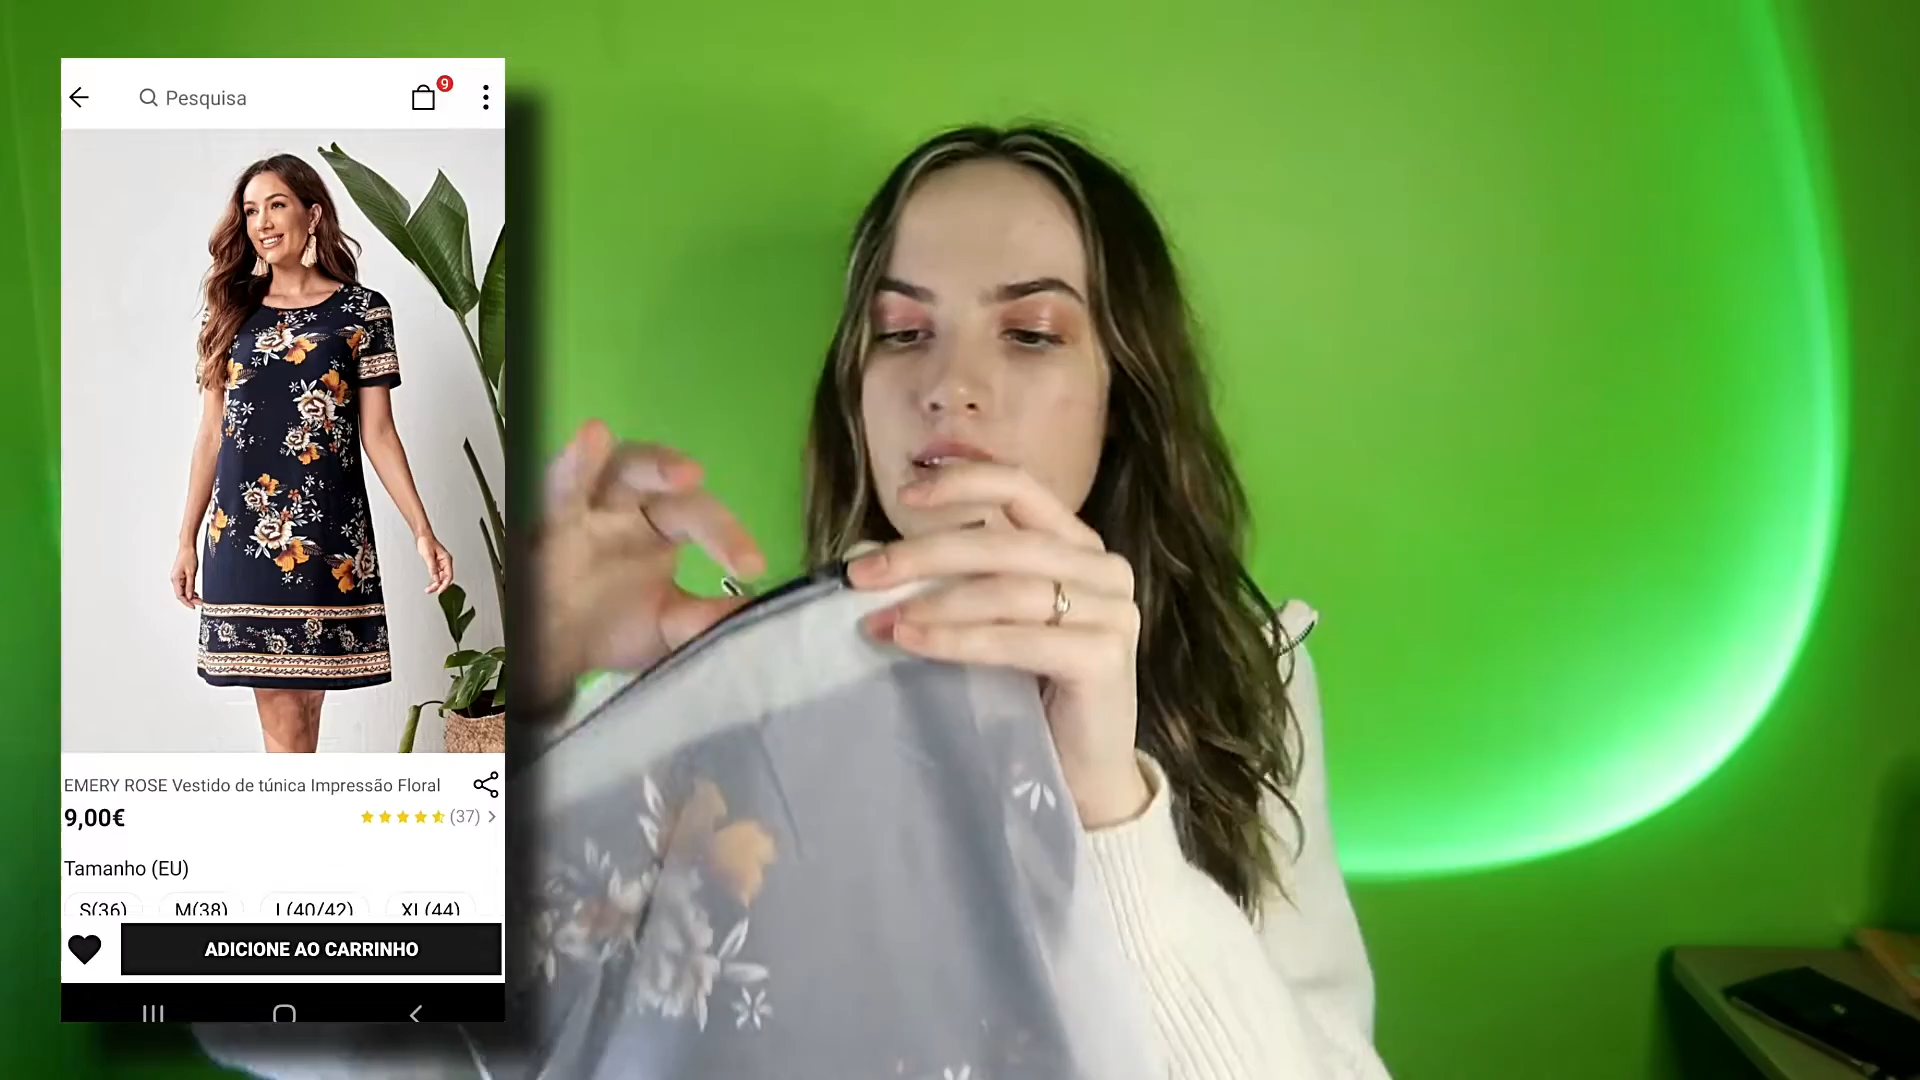 Pesquisa
9
EMERY ROSE Vestido de túnica Impressão Floral
9,00€
(37)
Tamanho (EU)
S(36) M(38) L(40/42) XL(44)
ADICIONE AO CARRINHO